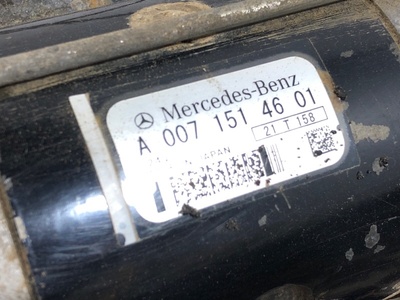 Mercedes-Benz
A 007 151 46 01
21 T 158
JAPAN